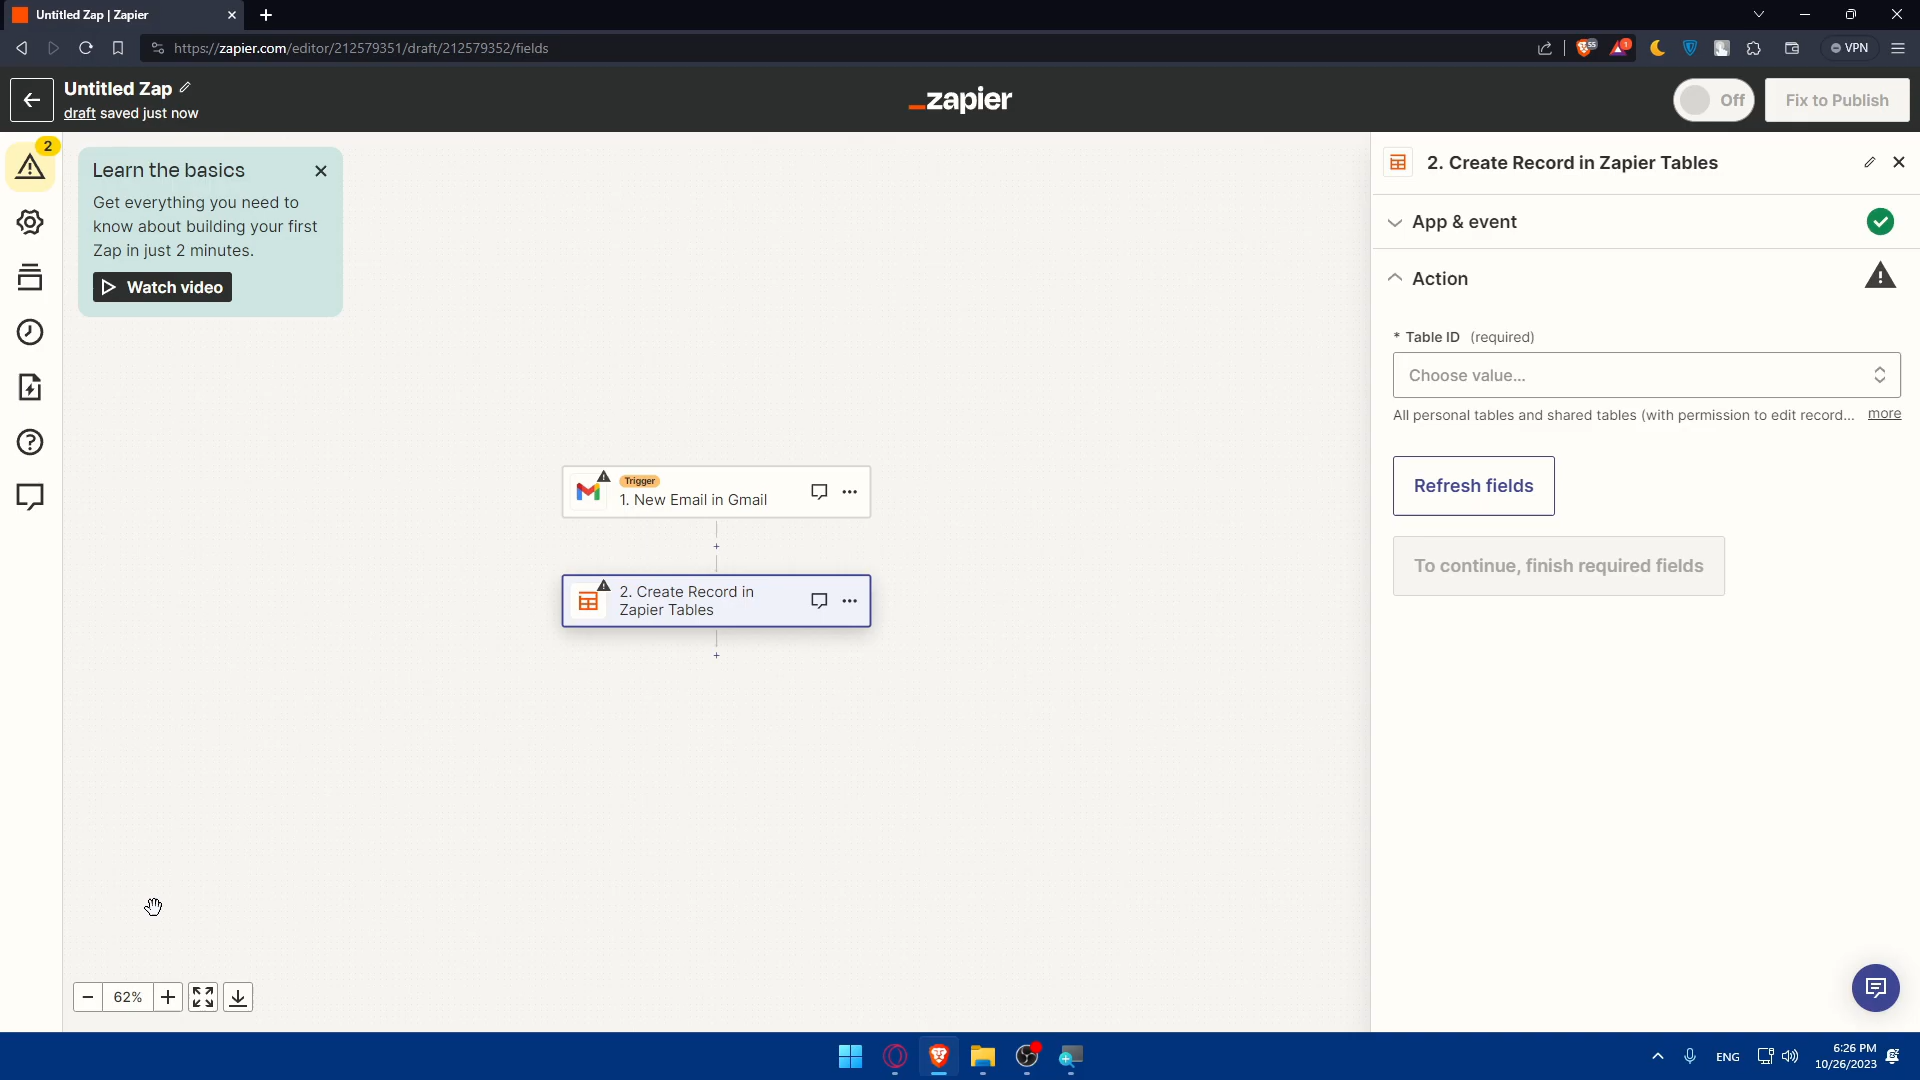 Untitled Zap | Zapier
https://zapier.com/editor/212579351/draft/212579352/fields
55
1
VPN
Untitled Zap
draft saved just now
_zapier
Off
Fix to Publish
2
Learn the basics
Get everything you need to
know about building your first
Zap in just 2 minutes.
Watch video
Trigger
1. New Email in Gmail
2. Create Record in
Zapier Tables
62%
2. Create Record in Zapier Tables
App & event
Action
* Table ID (required)
Choose value...
All personal tables and shared tables (with permission to edit record... more
Refresh fields
To continue, finish required fields
ENG
6:26 PM
10/26/2023